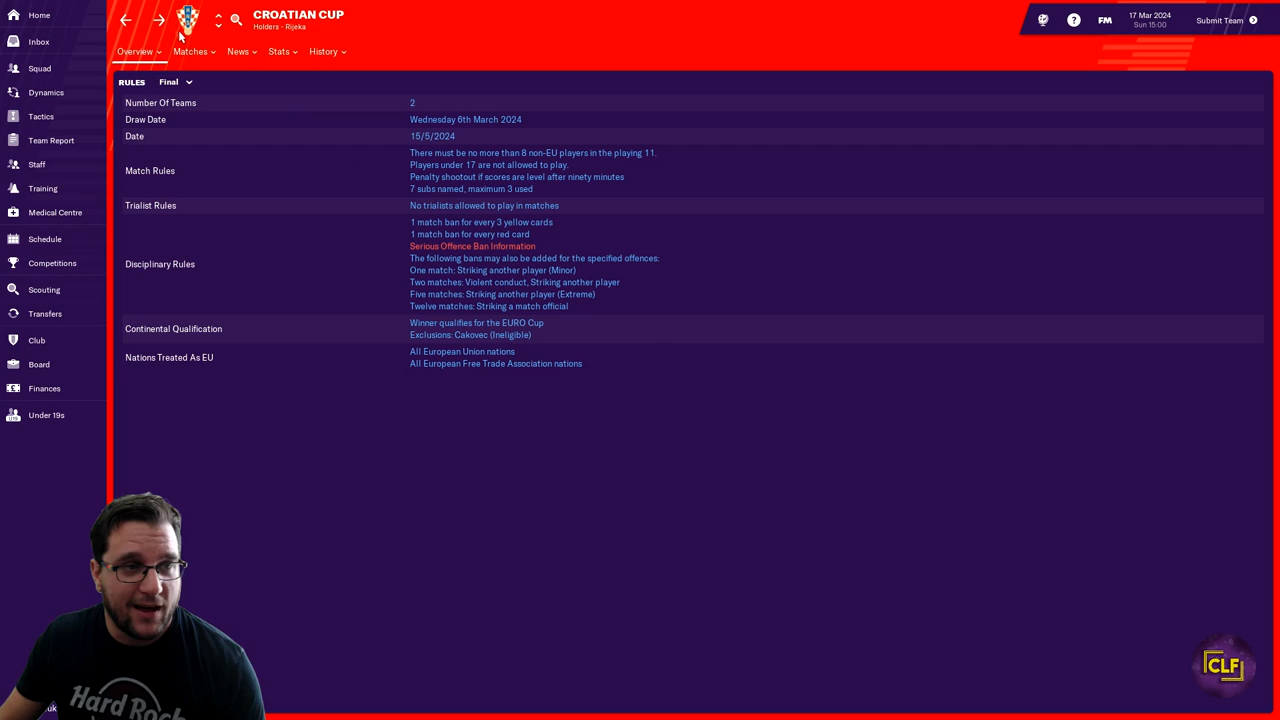 Home
Inbox
Squad
Dynamics
Tactics
Team Report
Staff
Training
Medical Centre
Schedule
Competitions
Scouting
Transfers
Club
Board
Finances
Under 19s
CROATIAN CUP
Holders - Rijeka
FM
17 Mar 2024
Sun 15:00
Submit Team
Overview
Matches
News
Stats
History
RULES Final
Number Of Teams 2
Draw Date Wednesday 6th March 2024
Date 15/5/2024
Match Rules
There must be no more than 8 non-EU players in the playing 11.
Players under 17 are not allowed to play.
Penalty shootout if scores are level after ninety minutes
7 subs named, maximum 3 used
Trialist Rules No trialists allowed to play in matches
Disciplinary Rules
1 match ban for every 3 yellow cards
1 match ban for every red card
Serious Offence Ban Information
The following bans may also be added for the specified offences:
One match: Striking another player (Minor)
Two matches: Violent conduct, Striking another player
Five matches: Striking another player (Extreme)
Twelve matches: Striking a match official
Continental Qualification
Winner qualifies for the EURO Cup
Exclusions: Cakovec (Ineligible)
Nations Treated As EU
All European Union nations
All European Free Trade Association nations
Hard Rock
CLF